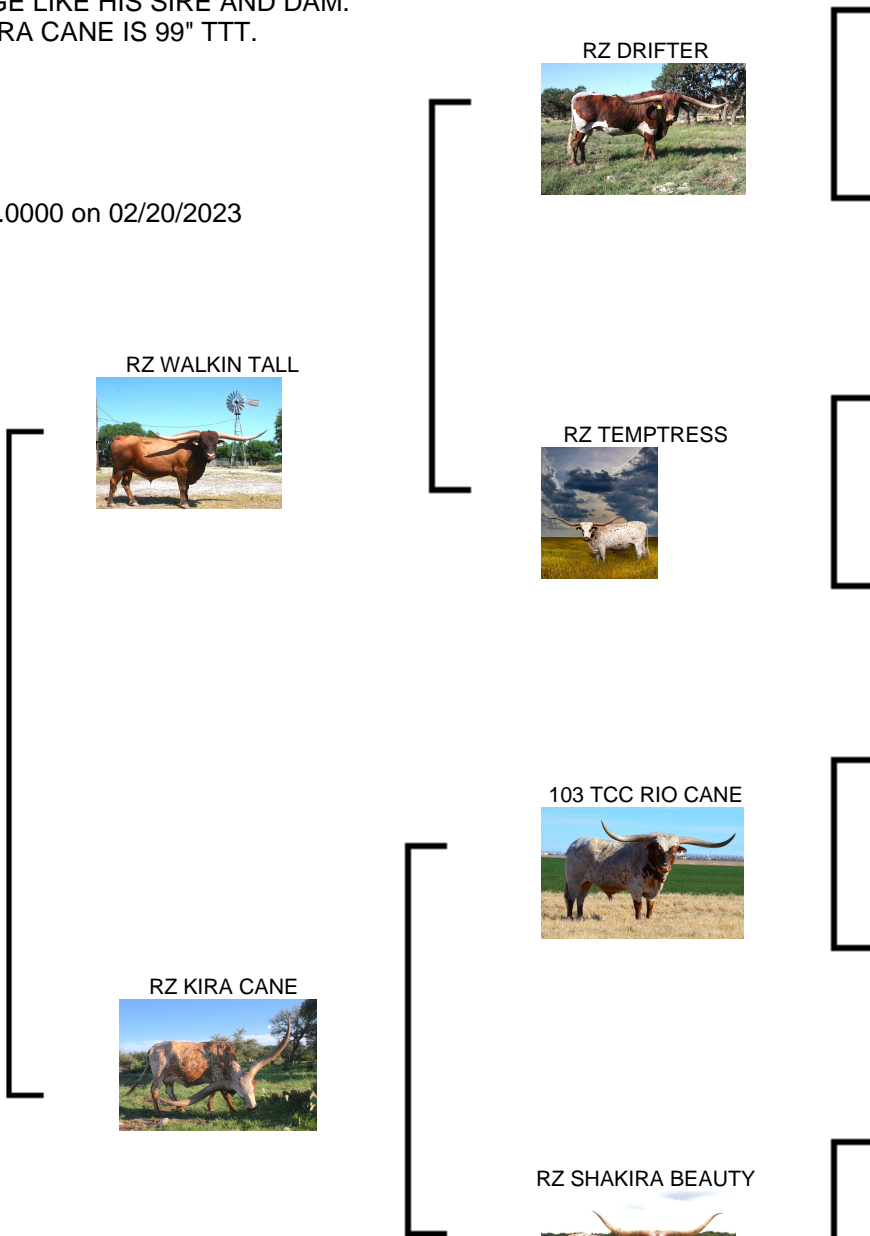 GE LIKE HIS SIRE AND DAM.
RA CANE IS 99" TTT.
RZ DRIFTER
.0000 on 02/20/2023
RZ WALKIN TALL
RZ TEMPTRESS
103 TCC RIO CANE
RZ KIRA CANE
RZ SHAKIRA BEAUTY